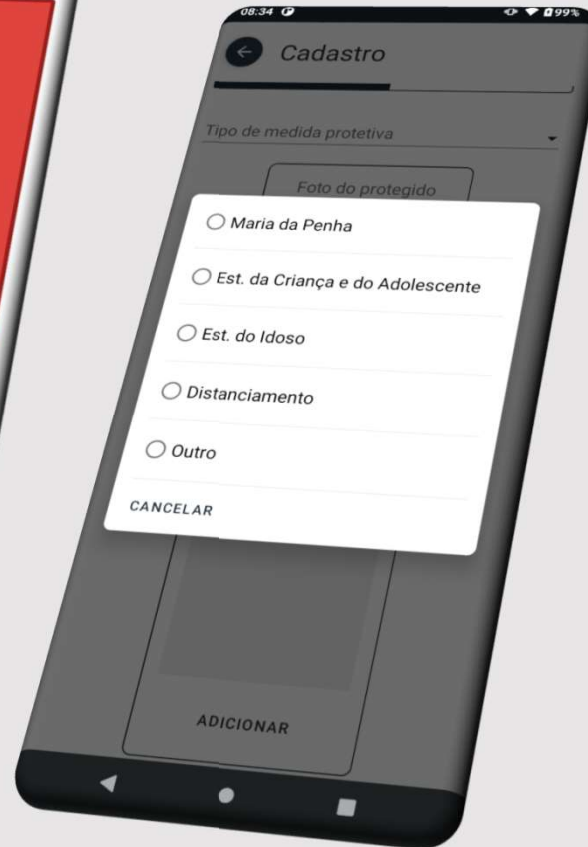 08:34
99%
Cadastro
Tipo de medida protetiva
Foto do protegido
Maria da Penha
Est. da Criança e do Adolescente
Est. do Idoso
Distanciamento
Outro
CANCELAR
ADICIONAR